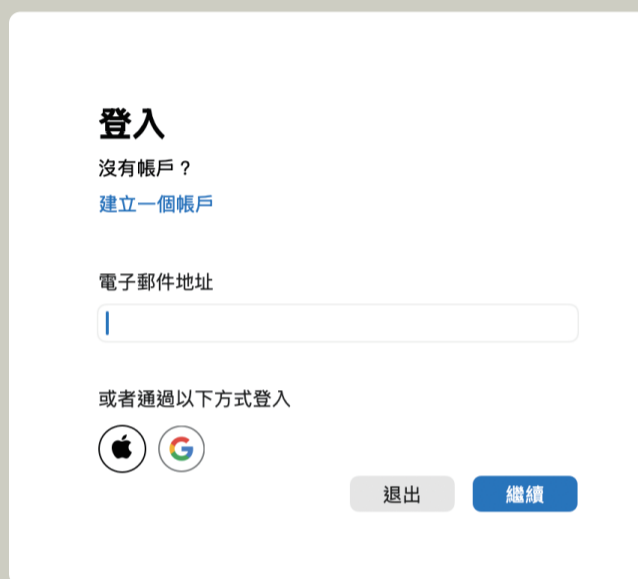 登入
沒有帳戶？
建立一個帳戶
電子郵件地址
或者通過以下方式登入
退出
繼續